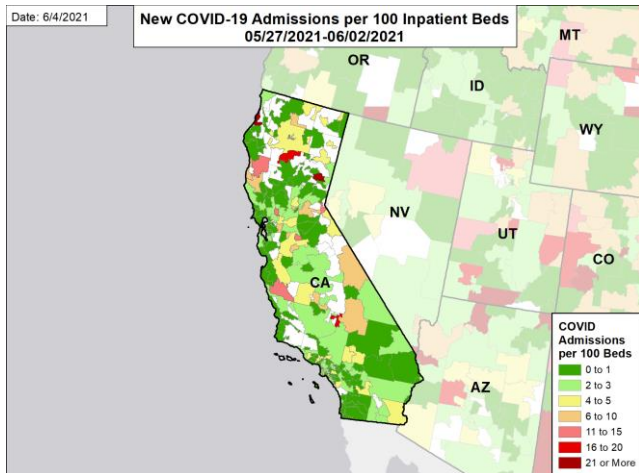 Date: 6/4/2021
New COVID-19 Admissions per 100 Inpatient Beds
05/27/2021-06/02/2021
MT
OR
ID
WY
NV
UT
CO
CA
AZ
COVID
Admissions
per 100 Beds
0 to 1
2 to 3
4 to 5
6 to 10
11 to 15
16 to 20
21 or More